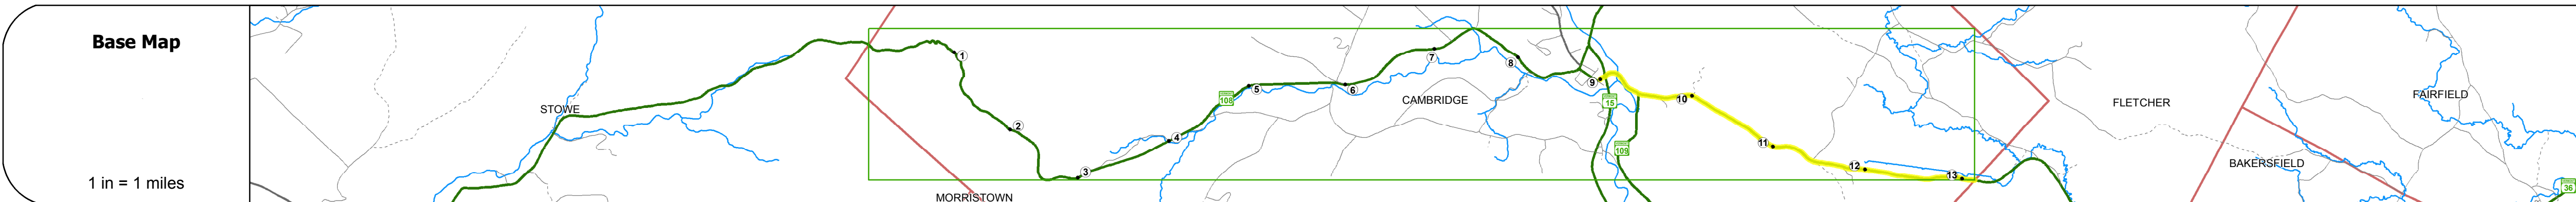 Base Map
1 in = 1 miles
STOWE
MORRISTOWN
CAMBRIDGE
FLETCHER
BAKERSFIELD
FAIRFIELD
1
2
3
4
108
5
6
7
8
9
15
109
10
11
12
13
36